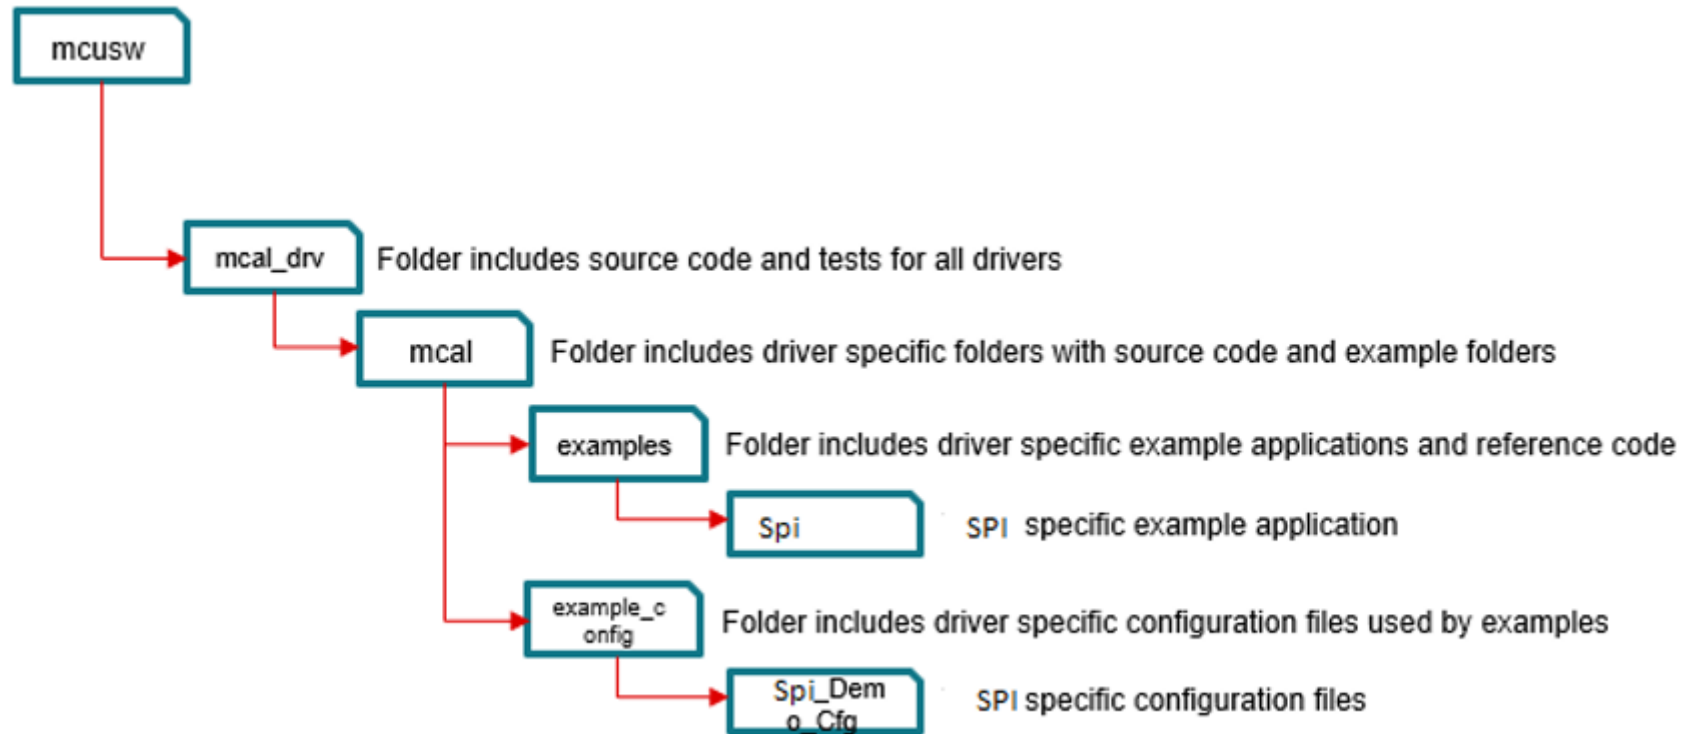 mcusw
mcal_drv Folder includes source code and tests for all drivers
mcal Folder includes driver specific folders with source code and example folders
examples Folder includes driver specific example applications and reference code
Spi SPI specific example application
example_c
onfig
Folder includes driver specific configuration files used by examples
Spi_Dem
o_Cfg
SPI specific configuration files